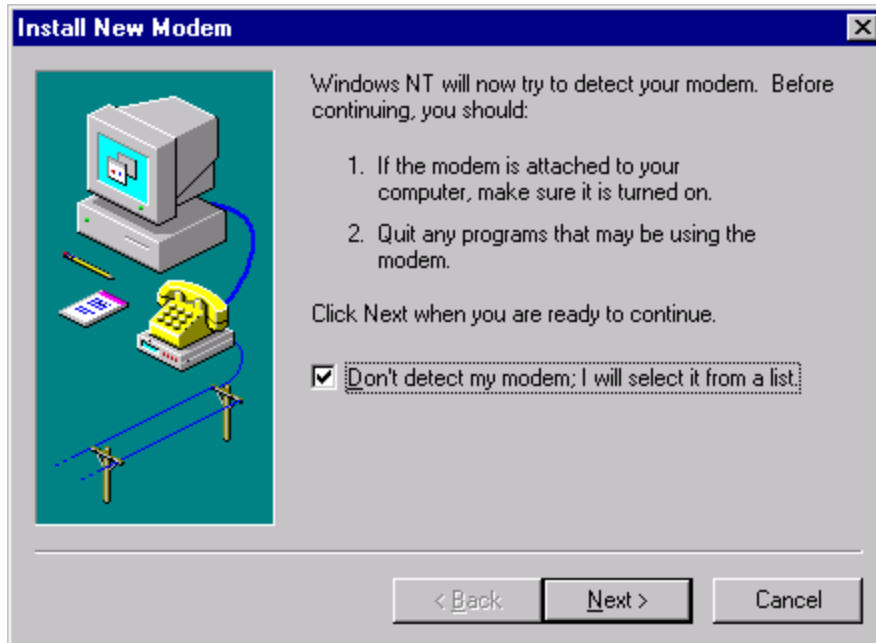 Install New Modem
Windows NT will now try to detect your modem. Before
continuing, you should:
1. If the modem is attached to your
computer, make sure it is turned on.
2. Quit any programs that may be using the
modem.
Click Next when you are ready to continue.
Don't detect my modem; I will select it from a list.
< Back
Next >
Cancel